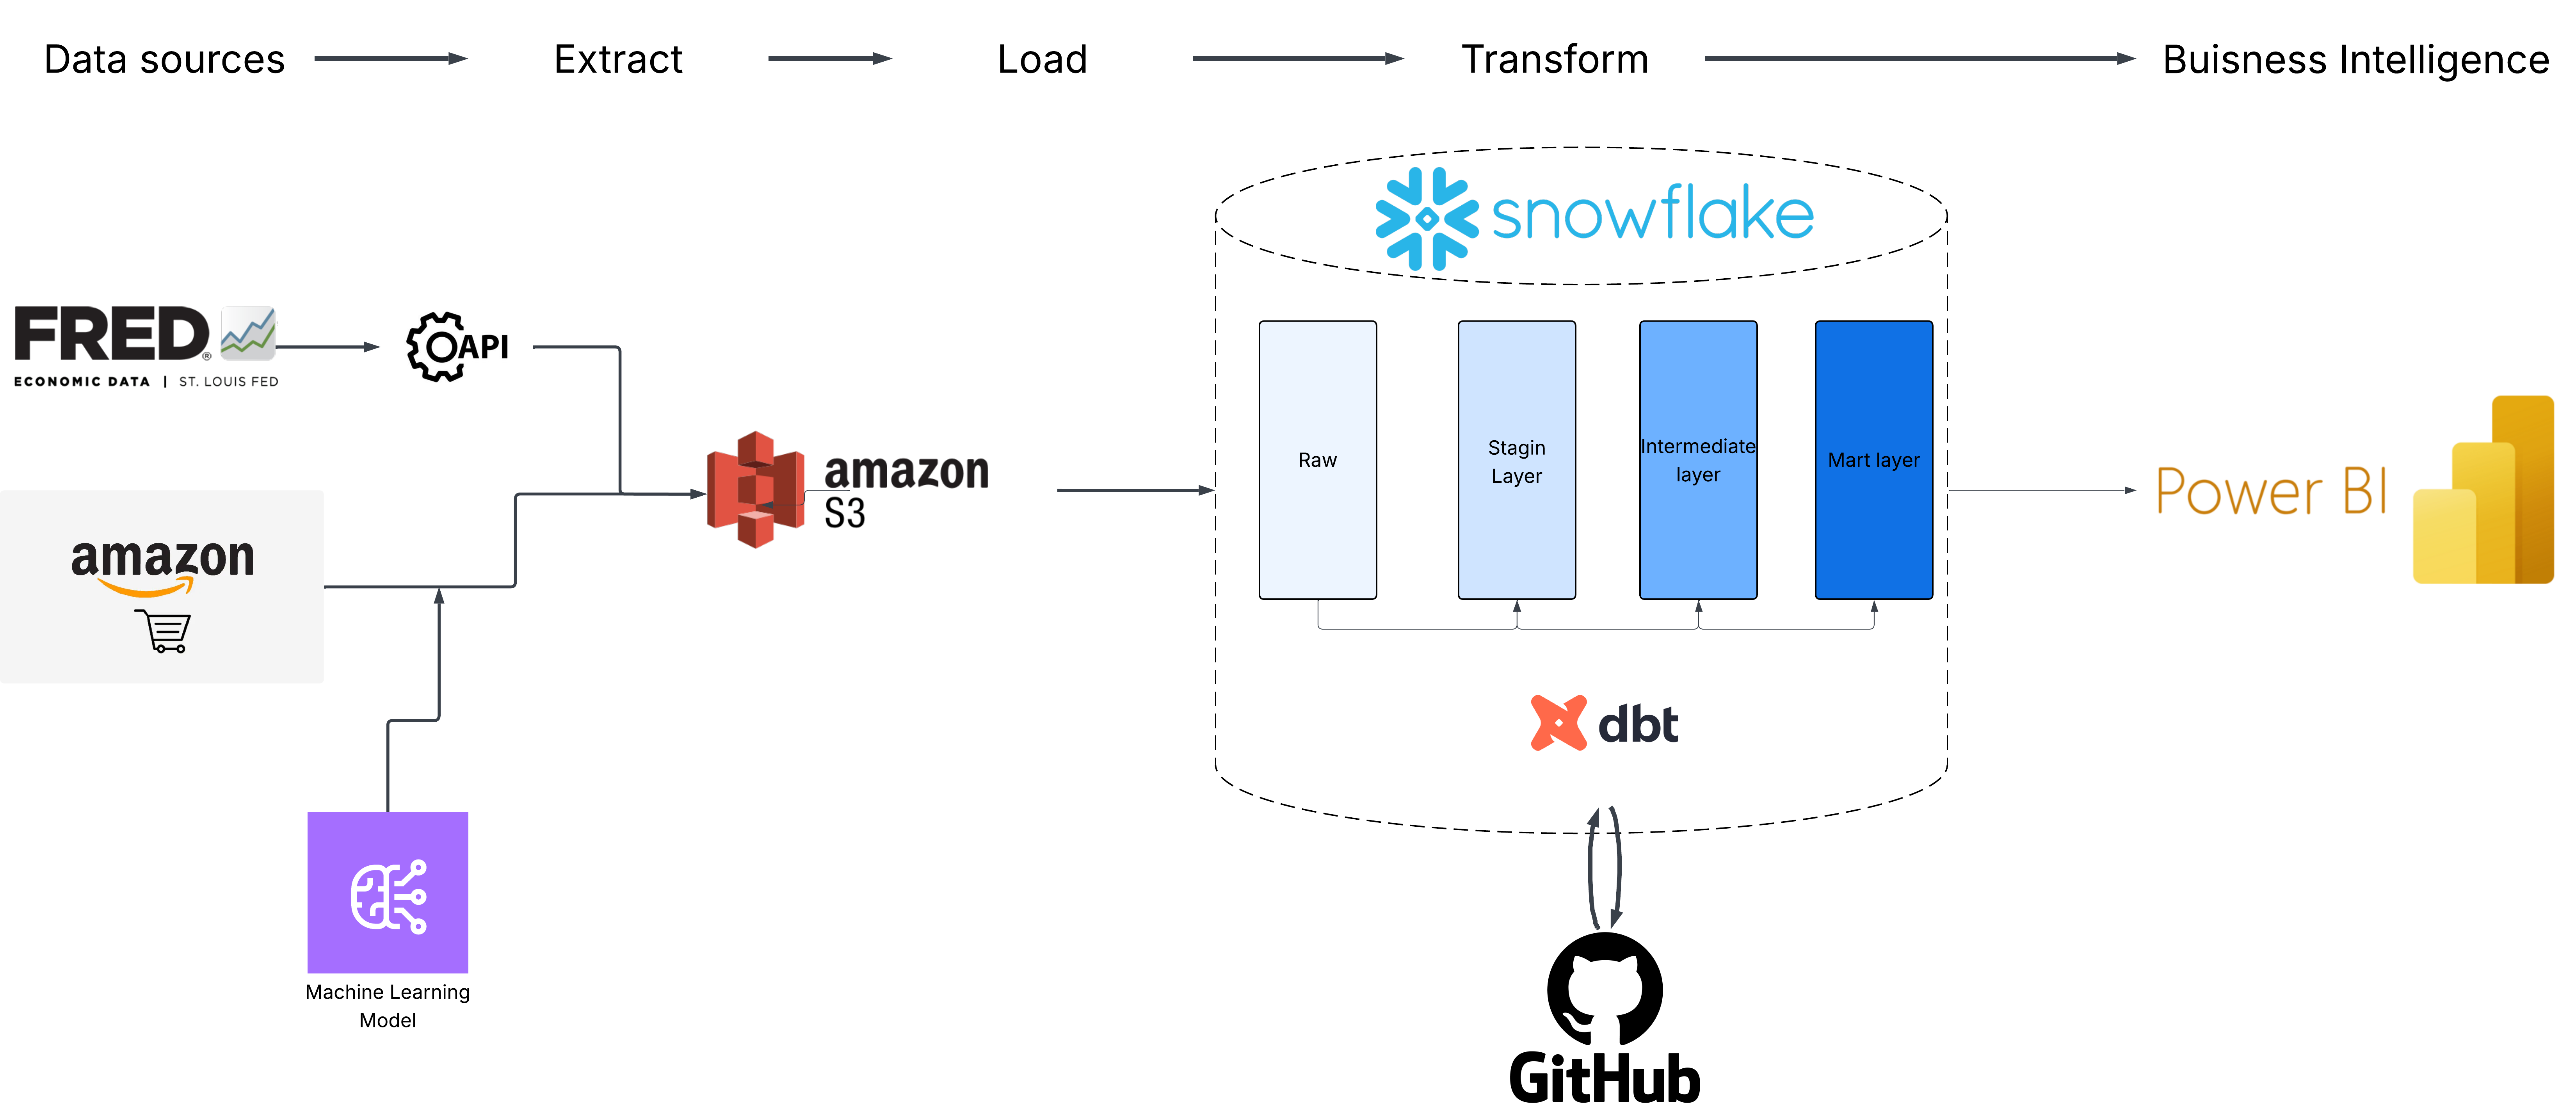 Data sources
Extract
Load
Transform
Buisness Intelligence
snowflake
FRED®
ECONOMIC DATA | ST. LOUIS FED
API
amazon
S3
amazon
Raw
Stagin
Layer
Intermediate
layer
Mart layer
Power BI
dbt
Machine Learning
Model
GitHub